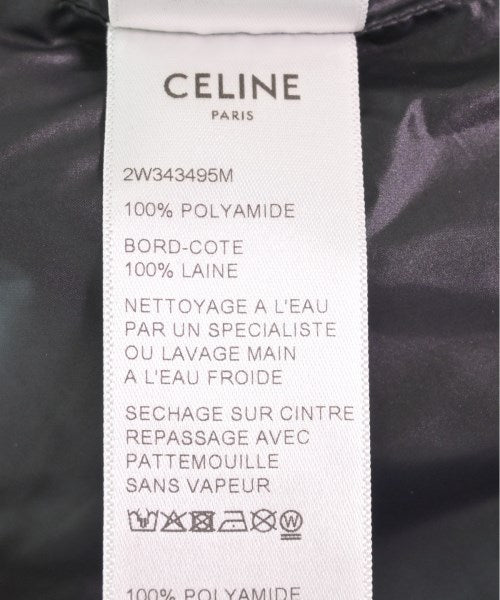 CELINE
PARIS
2W343495M
100% POLYAMIDE
BORD-COTE
100% LAINE
NETTOYAGE A L'EAU
PAR UN SPECIALISTE
OU LAVAGE MAIN
A L'EAU FROIDE
SECHAGE SUR CINTRE
REPASSAGE AVEC
PATTEMOUILLE
SANS VAPEUR
W
100% POLYAMIDE